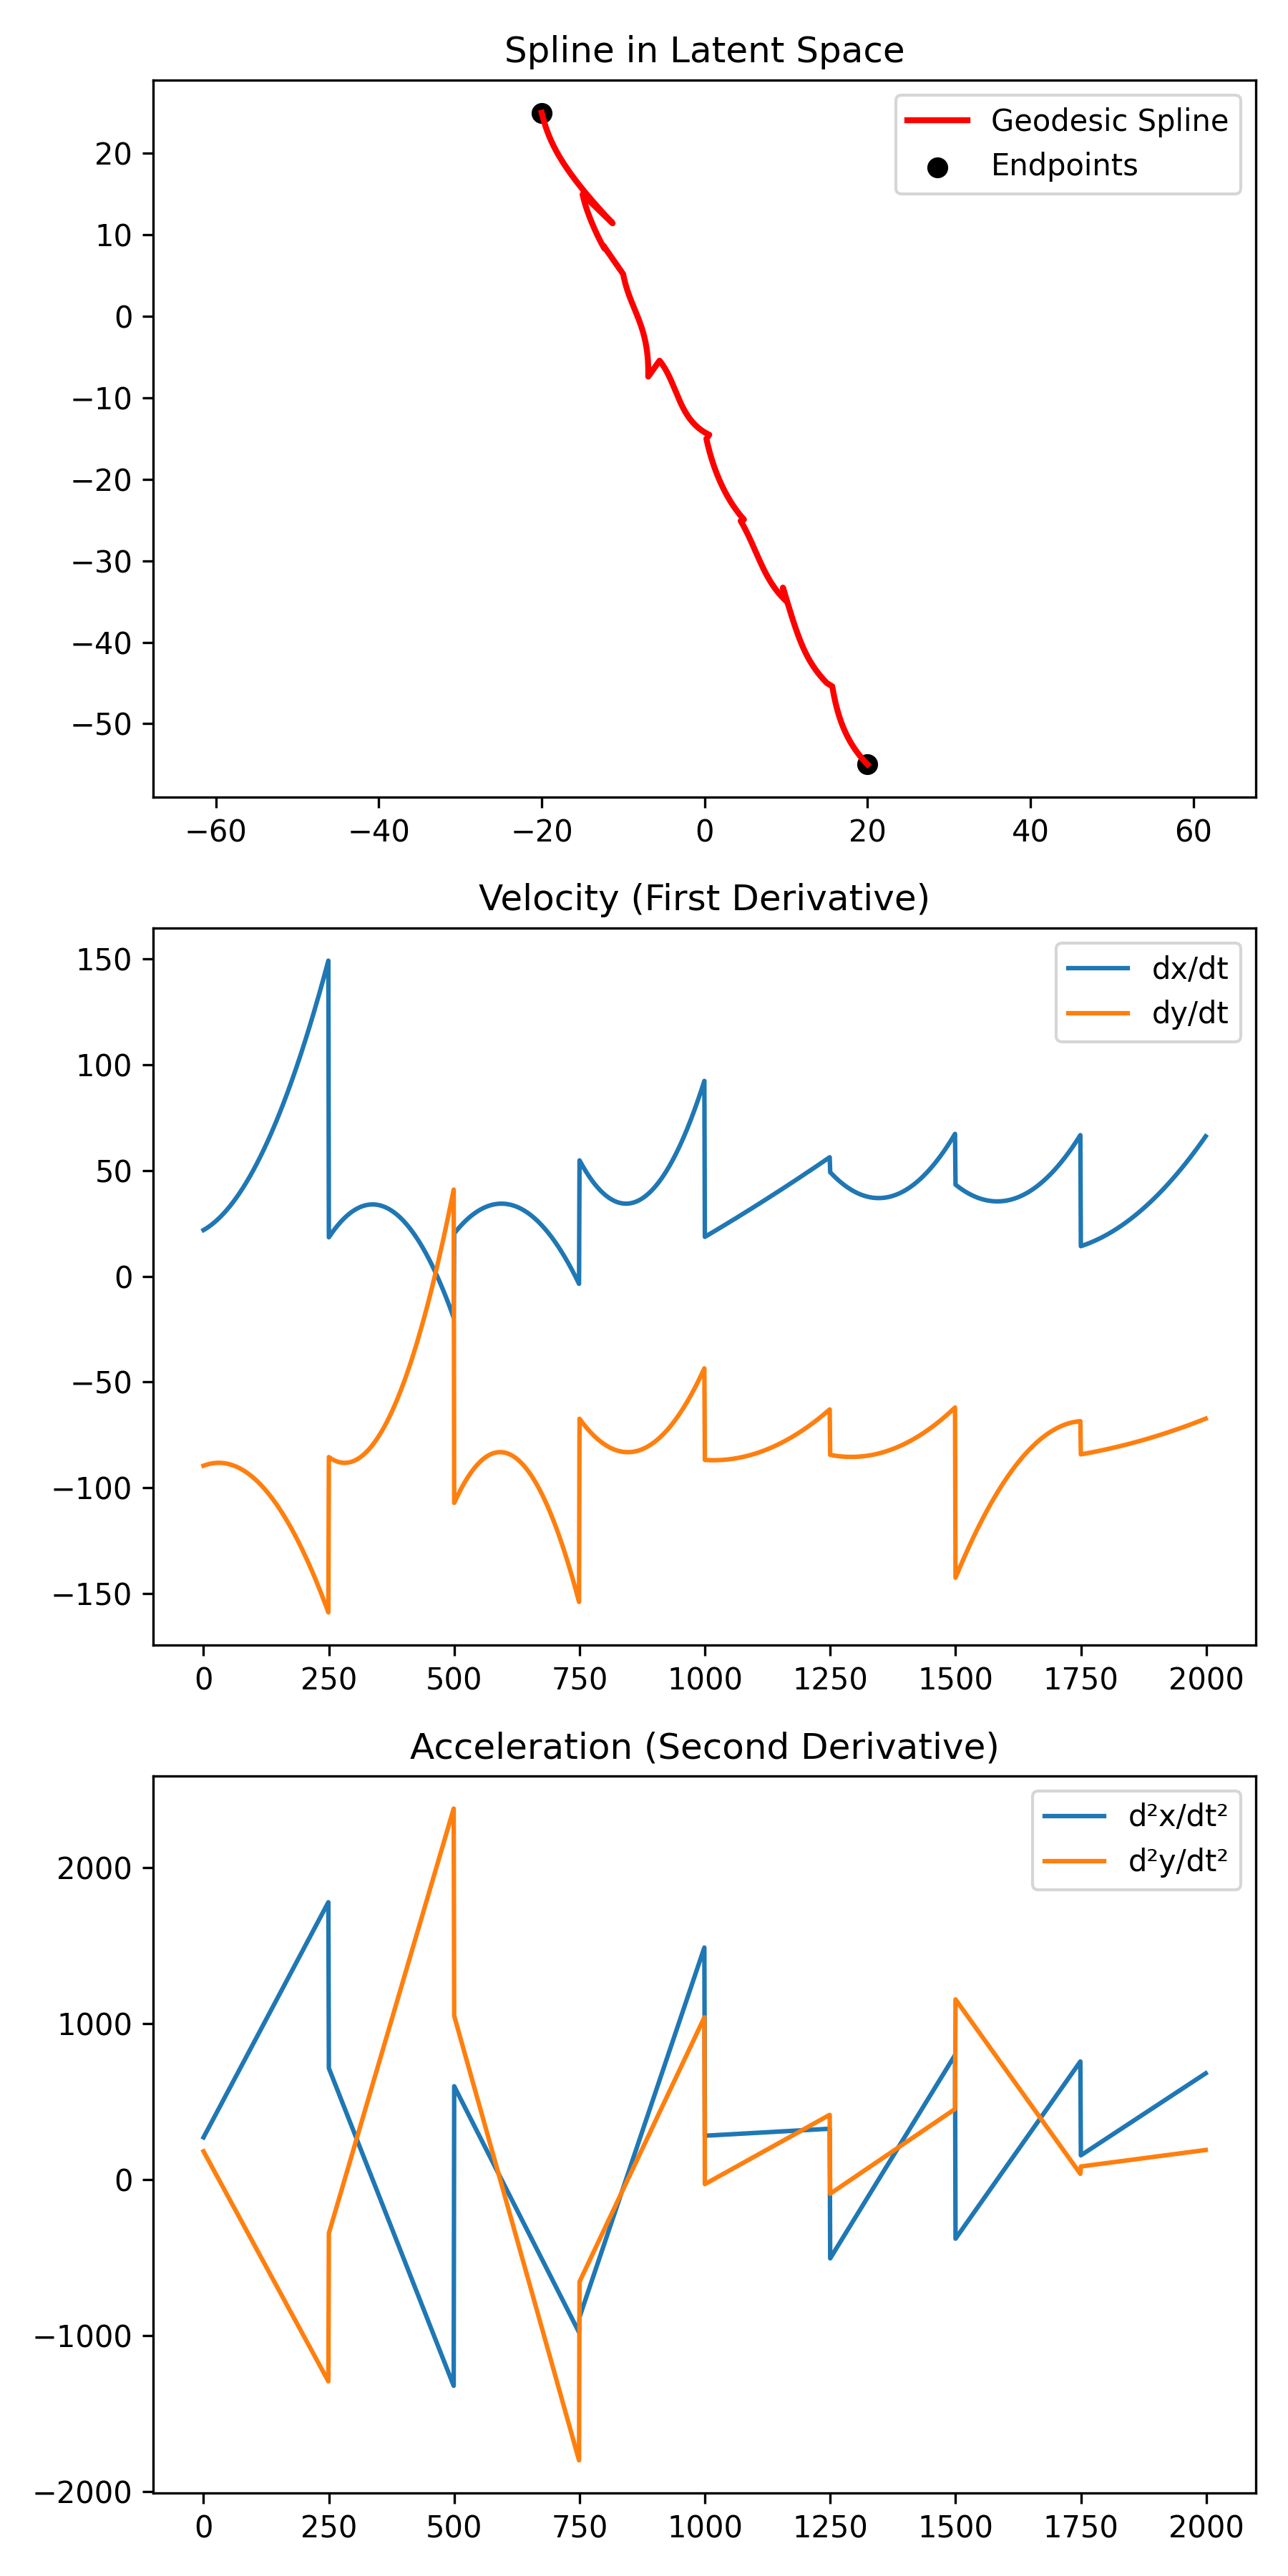 Spline in Latent Space
Geodesic Spline
Endpoints
20
10
0
−10
−20
−30
−40
−50
−60 −40 −20 0 20 40 60
Velocity (First Derivative)
dx/dt
dy/dt
150
100
50
0
−50
−100
−150
0 250 500 750 1000 1250 1500 1750 2000
Acceleration (Second Derivative)
d²x/dt²
d²y/dt²
2000
1000
0
−1000
−2000
0 250 500 750 1000 1250 1500 1750 2000